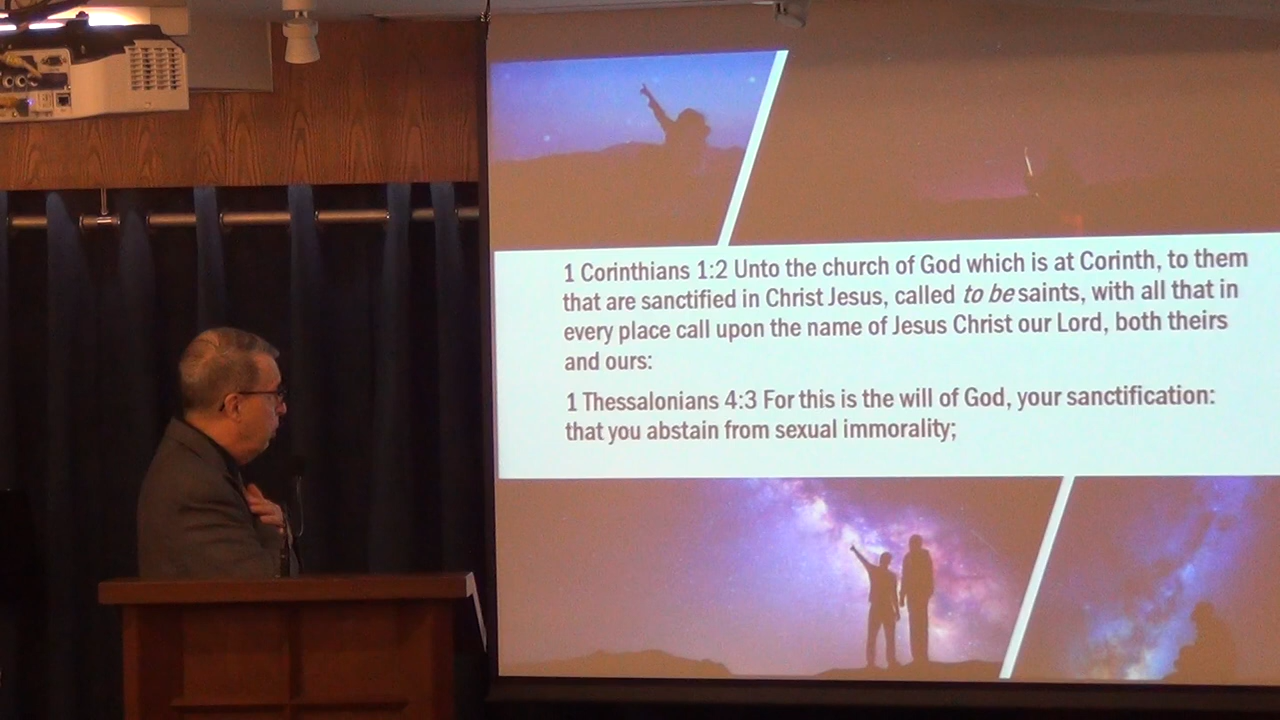 1 Corinthians 1:2 Unto the church of God which is at Corinth, to them
that are sanctified in Christ Jesus, called to be saints, with all that in
every place call upon the name of Jesus Christ our Lord, both theirs
and ours:
1 Thessalonians 4:3 For this is the will of God, your sanctification:
that you abstain from sexual immorality;